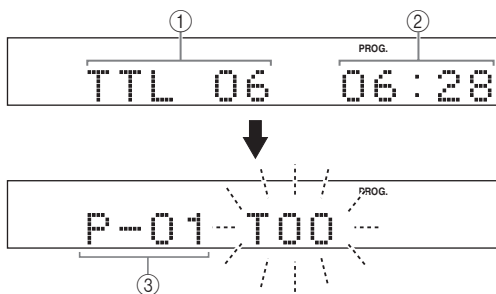 ① ②
PROG.
TTL 06 06:28
PROG.
P-01 T00
③